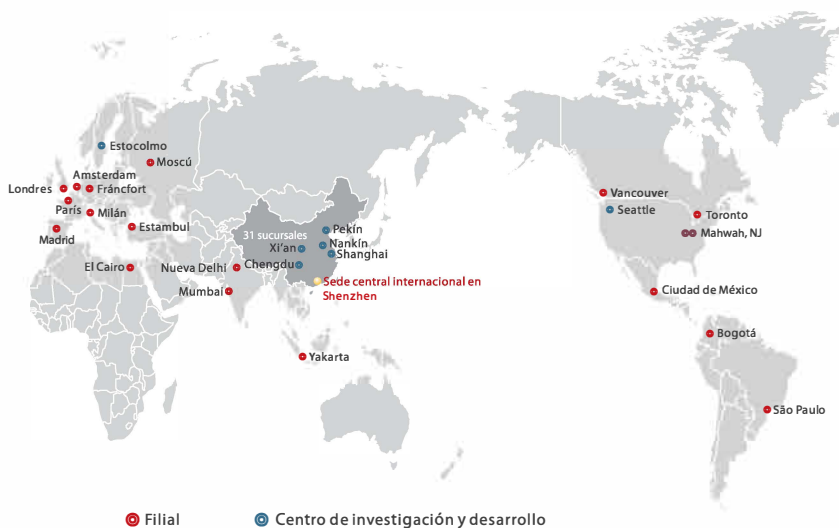 Estocolmo
Moscú
Amsterdam
Londres
Fráncfort
París
Milán
Madrid
Estambul
El Cairo
Nueva Delhi
Mumbaí
31 sucursales
Pekín
Nankín
Xi'an
Shanghai
Chengdu
Sede central internacional en
Shenzhen
Yakarta
Vancouver
Seattle
Toronto
Mahwah, NJ
Ciudad de México
Bogotá
São Paulo
Filial
Centro de investigación y desarrollo